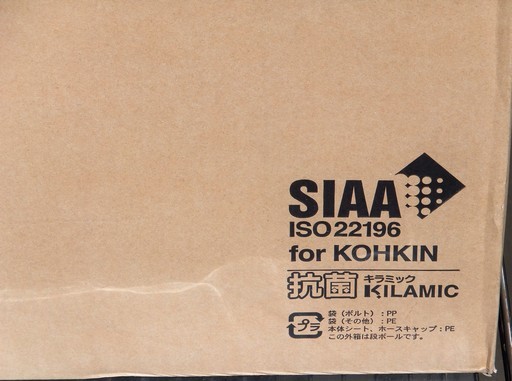 SIAA
ISO 22196
for KOHKIN
抗菌 キラミック KILAMIC
プラ
袋（ボルト）：PP
袋（その他）：PE
本体シート、ホースキャップ：PE
この外箱は段ボールです。